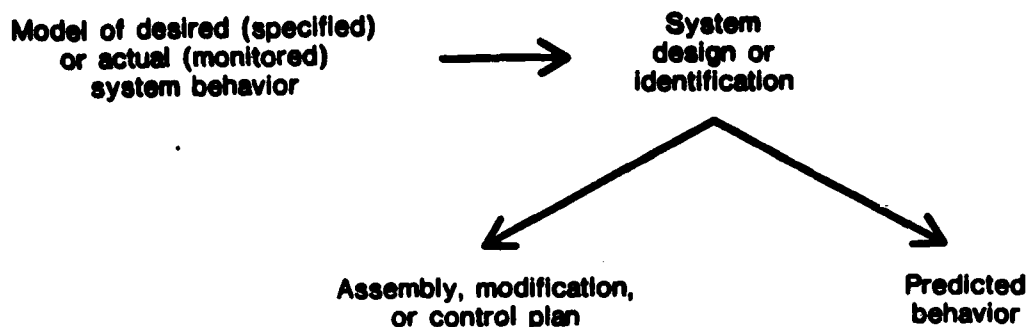 Model of desired (specified)
or actual (monitored)
system behavior
System
design or
identification
Assembly, modification,
or control plan
Predicted
behavior